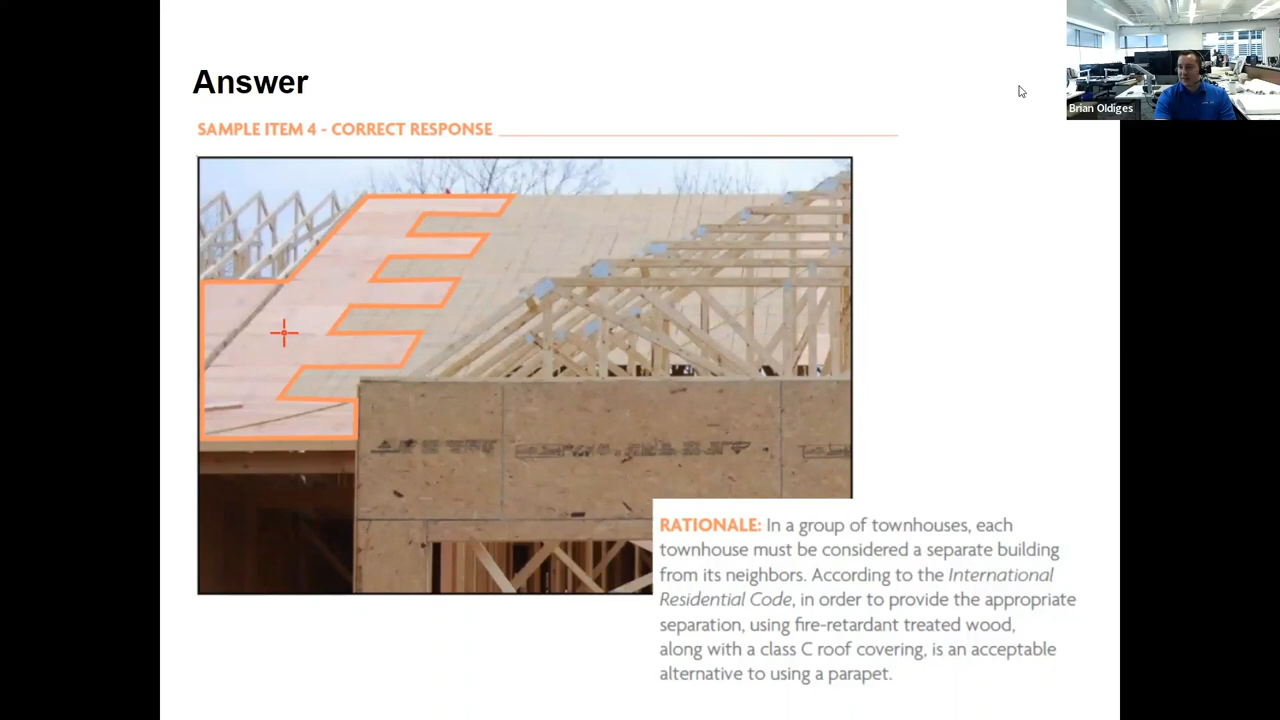 Answer
SAMPLE ITEM 4 - CORRECT RESPONSE
Brian Oldiges
RATIONALE: In a group of townhouses, each
townhouse must be considered a separate building
from its neighbors. According to the International
Residential Code, in order to provide the appropriate
separation, using fire-retardant treated wood,
along with a class C roof covering, is an acceptable
alternative to using a parapet.